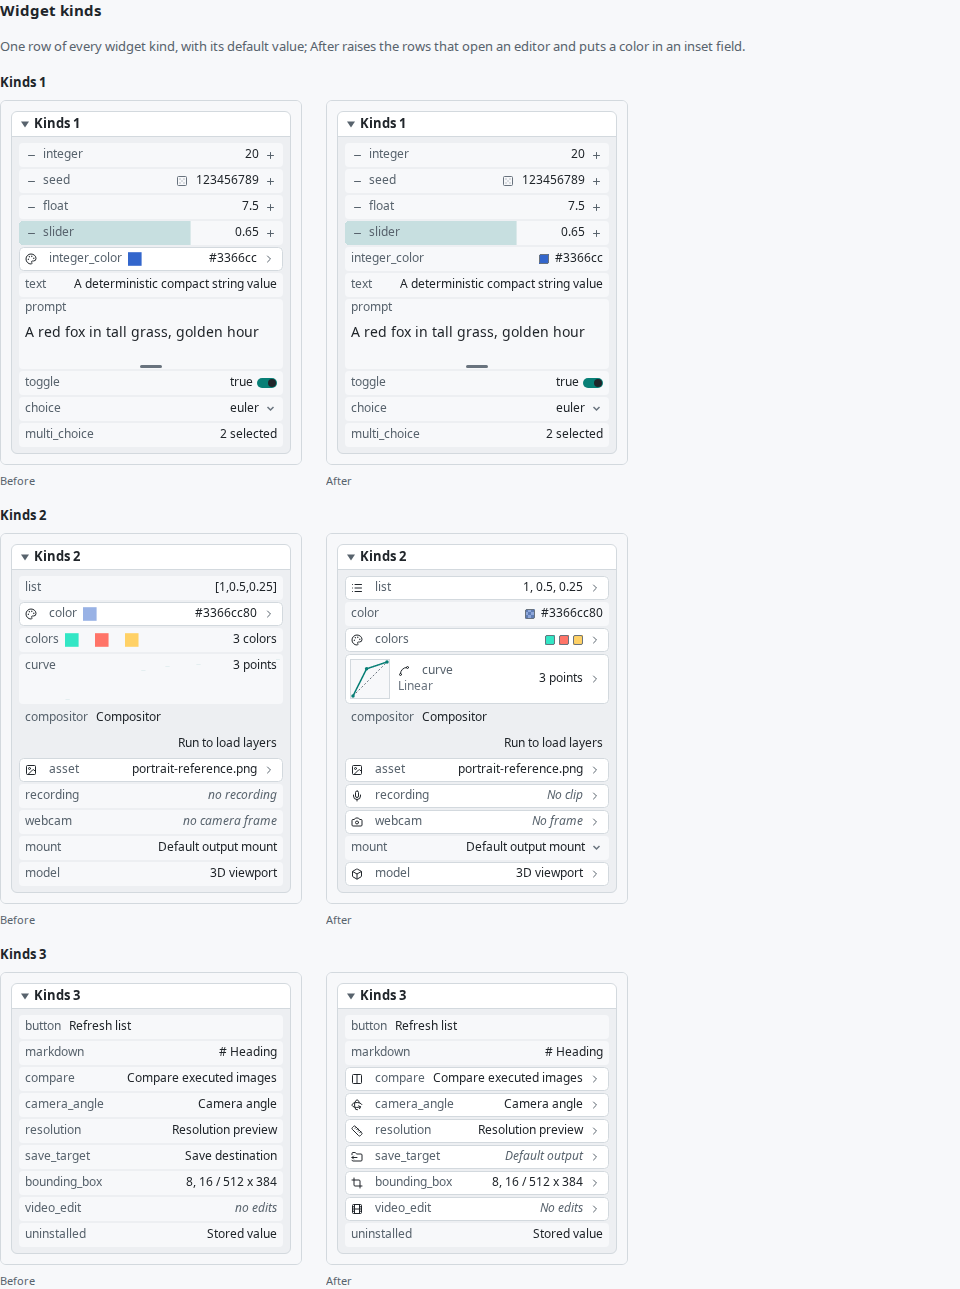 Widget kinds
One row of every widget kind, with its default value; After raises the rows that open an editor and puts a color in an inset field.
Kinds 1
Kinds 1
− integer 20 +
− seed 123456789 +
− float 7.5 +
− slider 0.65 +
integer_color #3366cc
text A deterministic compact string value
prompt
A red fox in tall grass, golden hour
toggle true
choice euler
multi_choice 2 selected
Before
Kinds 1
− integer 20 +
− seed 123456789 +
− float 7.5 +
− slider 0.65 +
integer_color #3366cc
text A deterministic compact string value
prompt
A red fox in tall grass, golden hour
toggle true
choice euler
multi_choice 2 selected
After
Kinds 2
Kinds 2
list [1,0.5,0.25]
color #3366cc80
colors 3 colors
curve 3 points
compositor Compositor
Run to load layers
asset portrait-reference.png
recording no recording
webcam no camera frame
mount Default output mount
model 3D viewport
Before
Kinds 2
list 1, 0.5, 0.25
color #3366cc80
colors
curve 3 points
Linear
compositor Compositor
Run to load layers
asset portrait-reference.png
recording No clip
webcam No frame
mount Default output mount
model 3D viewport
After
Kinds 3
Kinds 3
button Refresh list
markdown # Heading
compare Compare executed images
camera_angle Camera angle
resolution Resolution preview
save_target Save destination
bounding_box 8, 16 / 512 x 384
video_edit no edits
uninstalled Stored value
Before
Kinds 3
button Refresh list
markdown # Heading
compare Compare executed images
camera_angle Camera angle
resolution Resolution preview
save_target Default output
bounding_box 8, 16 / 512 x 384
video_edit No edits
uninstalled Stored value
After